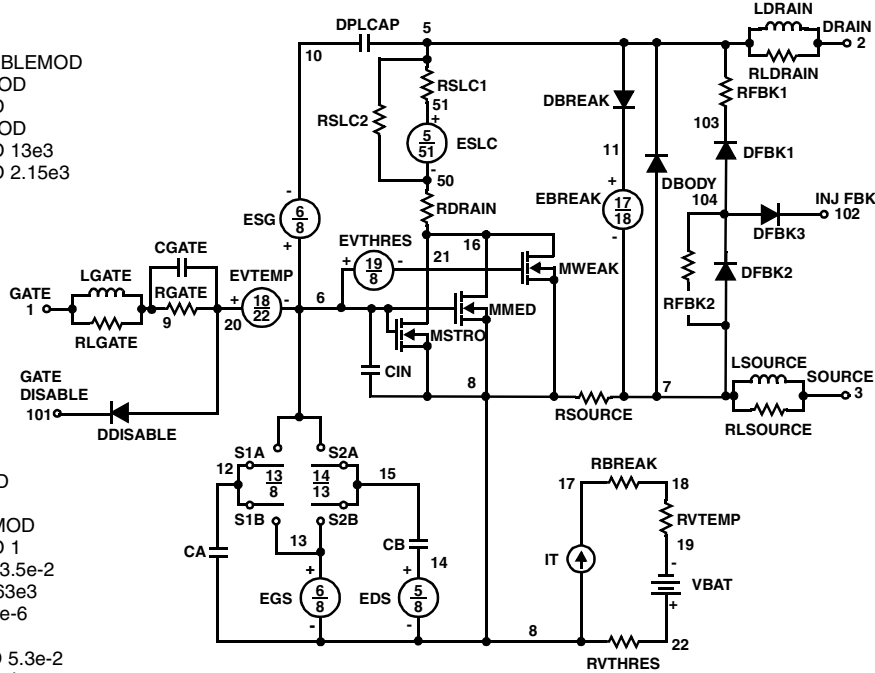 LDRAIN
DPLCAP 5 DRAIN
10 2
BLEMOD
OD
D
OD
D 13e3
D 2.15e3
RLDRAIN
RSLC1
51
RSLC2
+
5
51
ESLC
-
50
DBREAK
RFBK1
103
11
DFBK1
RDRAIN
-
ESG 6
8
+
+
EBREAK 17
18
-
DBODY
104
INJ FBK
102
DFBK3
16
21
EVTHRES
+ 19
8 -
MWEAK
CGATE
LGATE
EVTEMP
GATE
1
RGATE
9
+ 18
22 -
20
6
RLGATE
MMED
MSTRO
DFBK2
RFBK2
CIN
8
7
RSOURCE
LSOURCE
SOURCE
3
RLSOURCE
GATE
DISABLE
101
DDISABLE
S1A S2A
12 13
8 14
13 15
S1B S2B
13
CA
CB
14
+ +
EGS 6
8
EDS 5
8
- -
8
RBREAK
17 18
RVTEMP
19
-
IT
VBAT
+
22
RVTHRES
D
MOD
D 1
3.5e-2
63e3
e-6
D 5.3e-2